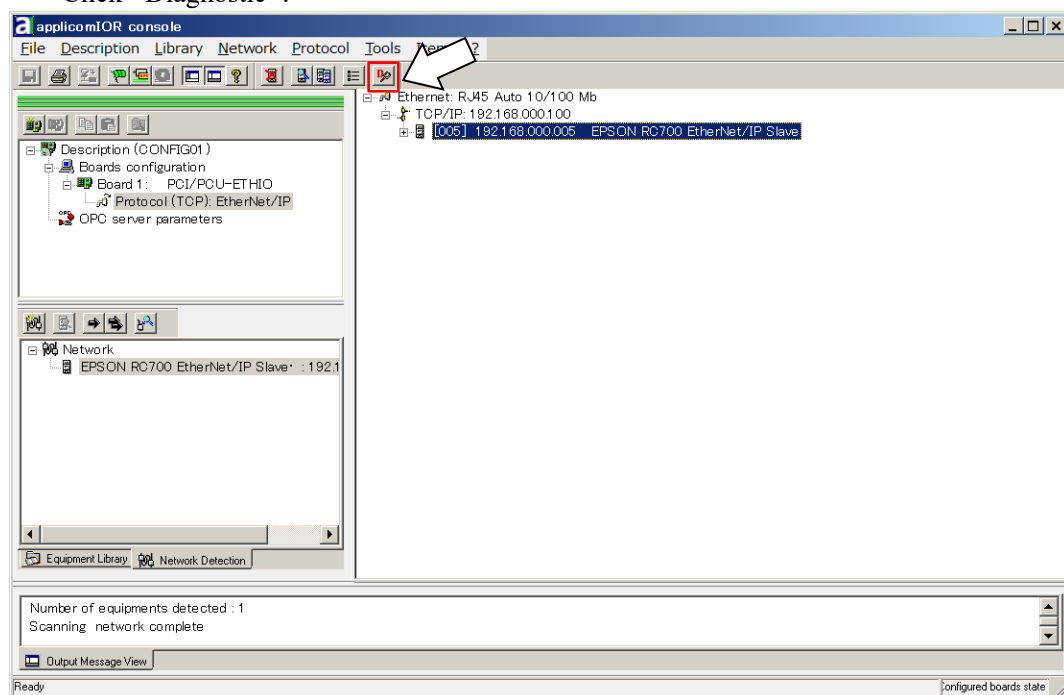 Click "Diagnostic".
applicomIOR console
File Description Library Network Protocol Tools ?
Ethernet: RJ45 Auto 10/100 Mb
TCP/IP: 192.168.000.100
[005] 192.168.000.005 EPSON RC700 EtherNet/IP Slave
Description (CONFIG01)
Boards configuration
Board 1: PCI/PCU-ETHIO
Protocol (TCP): EtherNet/IP
OPC server parameters
Network
EPSON RC700 EtherNet/IP Slave・ : 192.1
Equipment Library Network Detection
Number of equipments detected : 1
Scanning network complete
Output Message View
Ready
Configured boards state